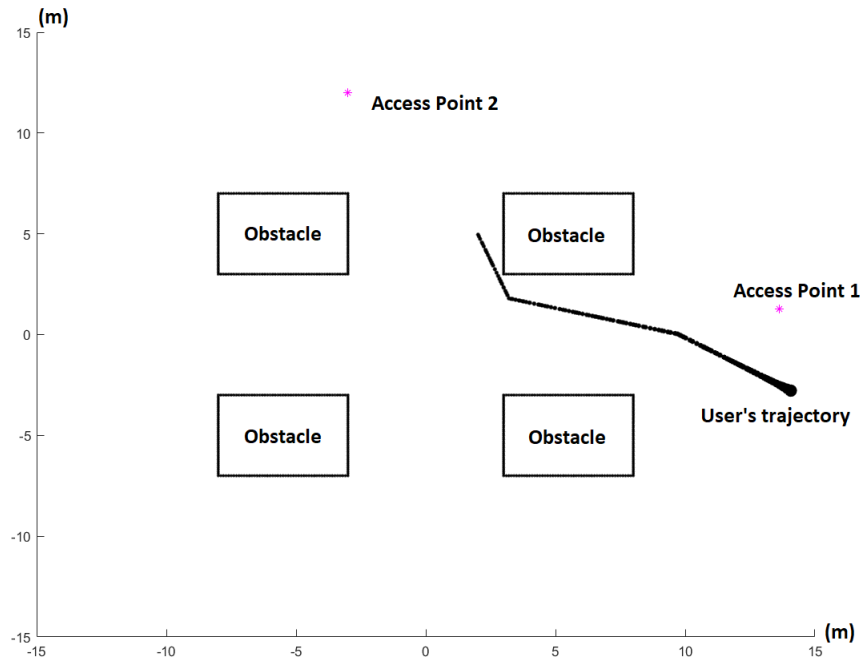 (m)
15
Access Point 2
10
Obstacle
Obstacle
5
Access Point 1
0
User's trajectory
-5
Obstacle
Obstacle
-10
-15
(m)
-15
-10
-5
0
5
10
15